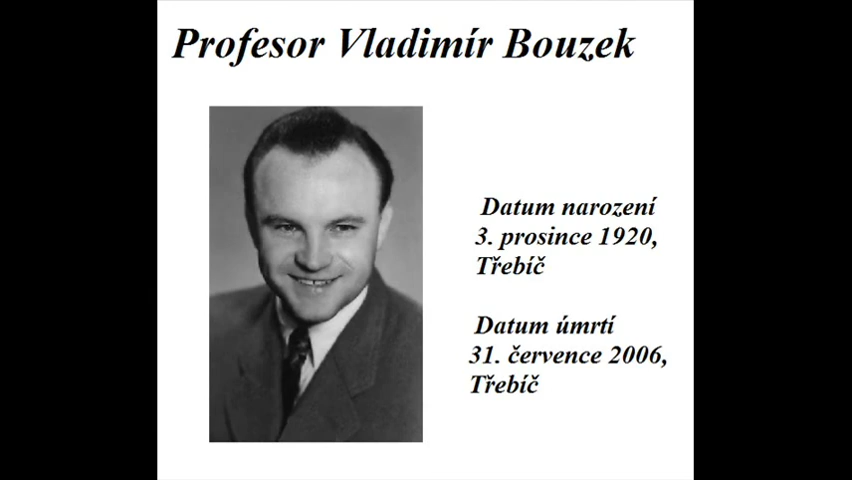 Profesor Vladimír Bouzek
Datum narození
3. prosince 1920,
Třebíč
Datum úmrtí
31. července 2006,
Třebíč